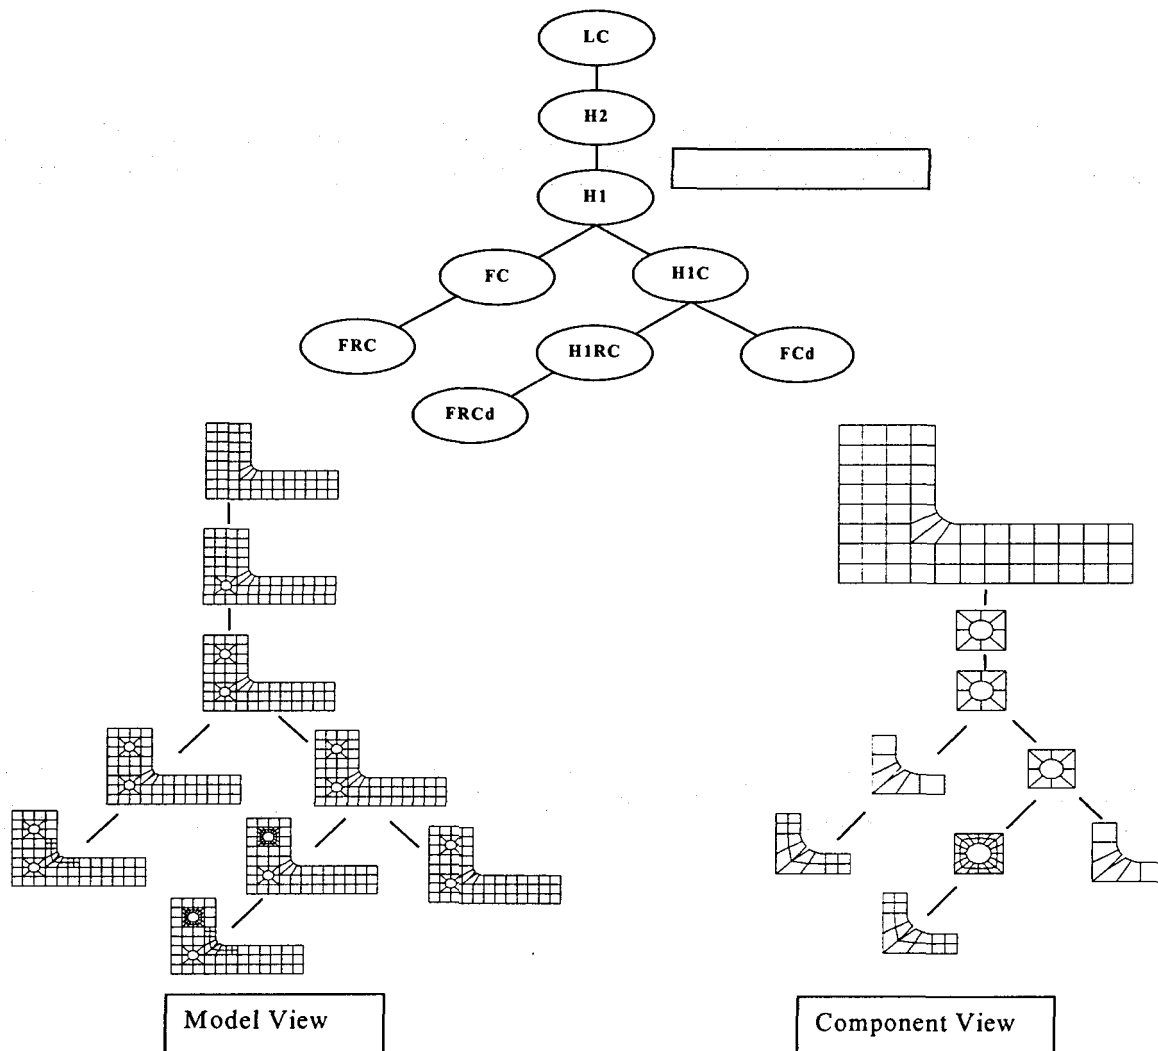 LC
H2
H1
FC
H1C
FRC
H1RC
FCd
FRCd
Model View
Component View